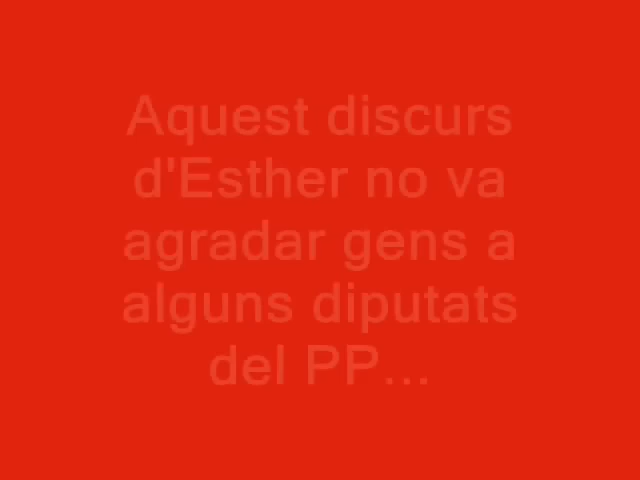 Aquest discurs
d'Esther no va
agradar gens a
alguns diputats
del PP...